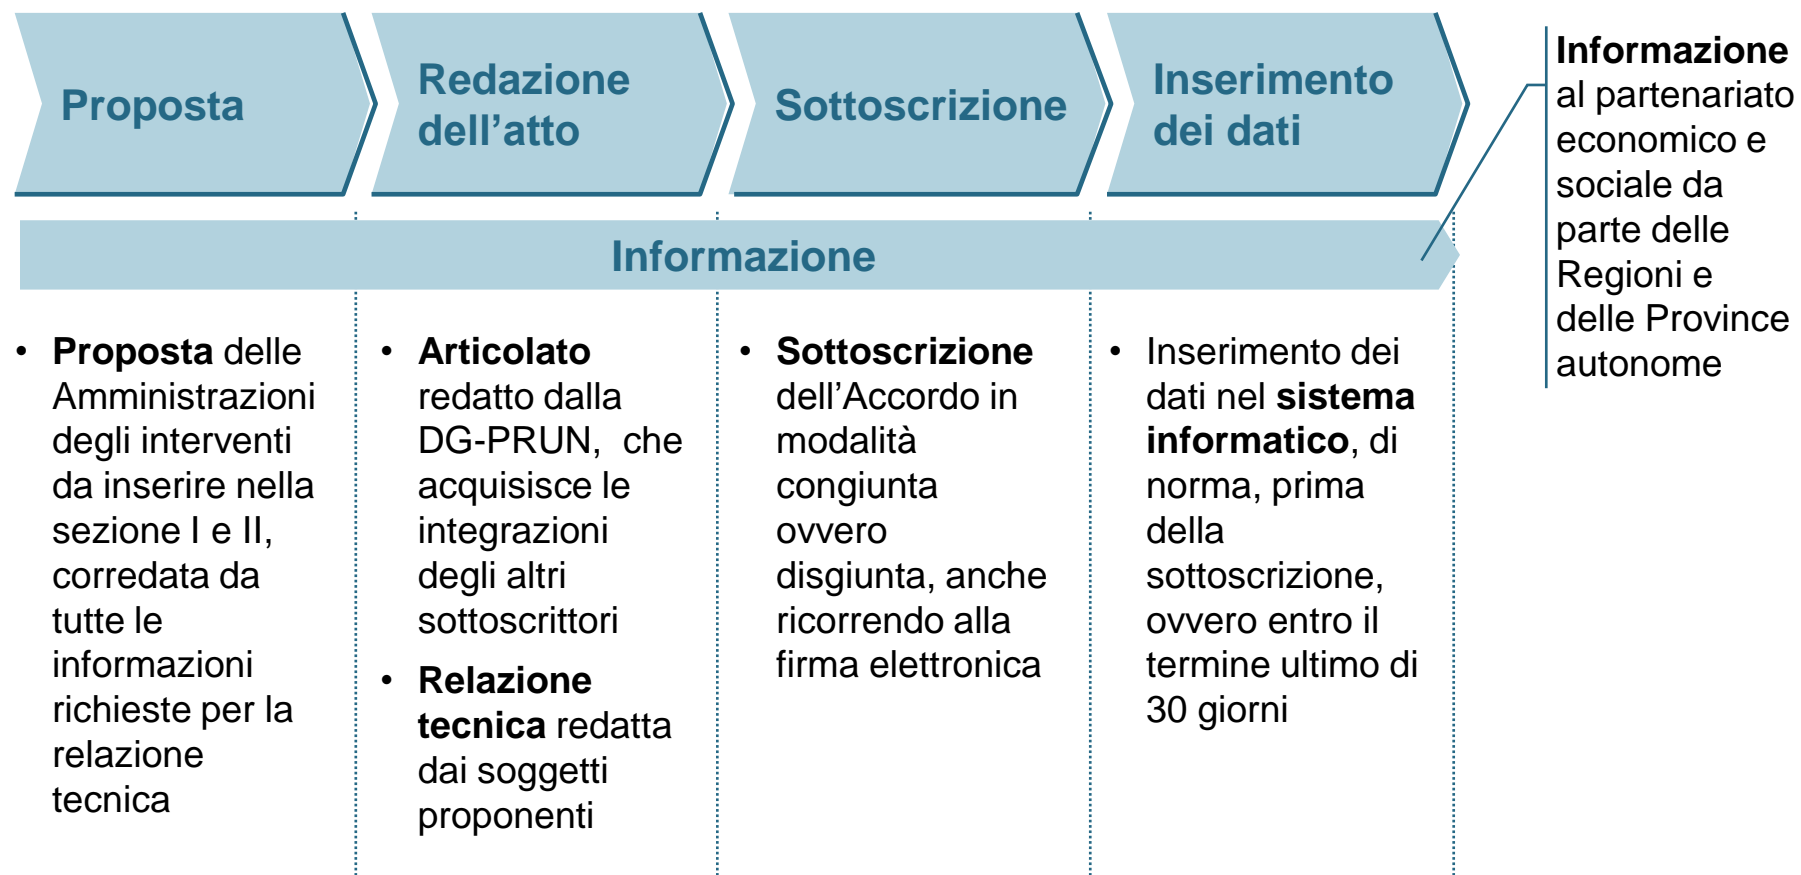 Proposta
Redazione
dell’atto
Sottoscrizione
Inserimento
dei dati
Informazione
• Proposta delle
Amministrazioni
degli interventi
da inserire nella
sezione I e II,
corredata da
tutte le
informazioni
richieste per la
relazione
tecnica
• Articolato
redatto dalla
DG-PRUN,  che
acquisisce le
integrazioni
degli altri
sottoscrittori
• Relazione
tecnica redatta
dai soggetti
proponenti
• Sottoscrizione
dell’Accordo in
modalità
congiunta
ovvero
disgiunta, anche
ricorrendo alla
firma elettronica
• Inserimento dei
dati nel sistema
informatico, di
norma, prima
della
sottoscrizione,
ovvero entro il
termine ultimo di
30 giorni
Informazione
al partenariato
economico e
sociale da
parte delle
Regioni e
delle Province
autonome